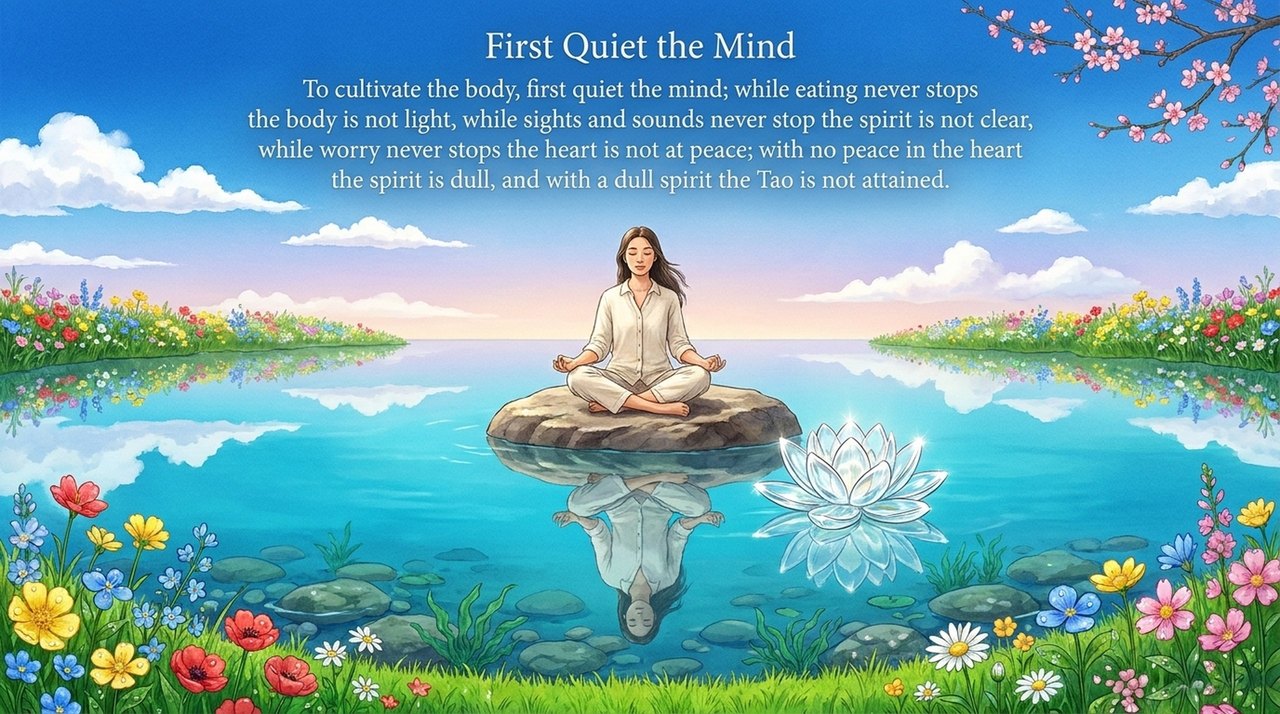 First Quiet the Mind
To cultivate the body, first quiet the mind; while eating never stops
the body is not light, while sights and sounds never stop the spirit is not clear,
while worry never stops the heart is not at peace; with no peace in the heart
the spirit is dull, and with a dull spirit the Tao is not attained.